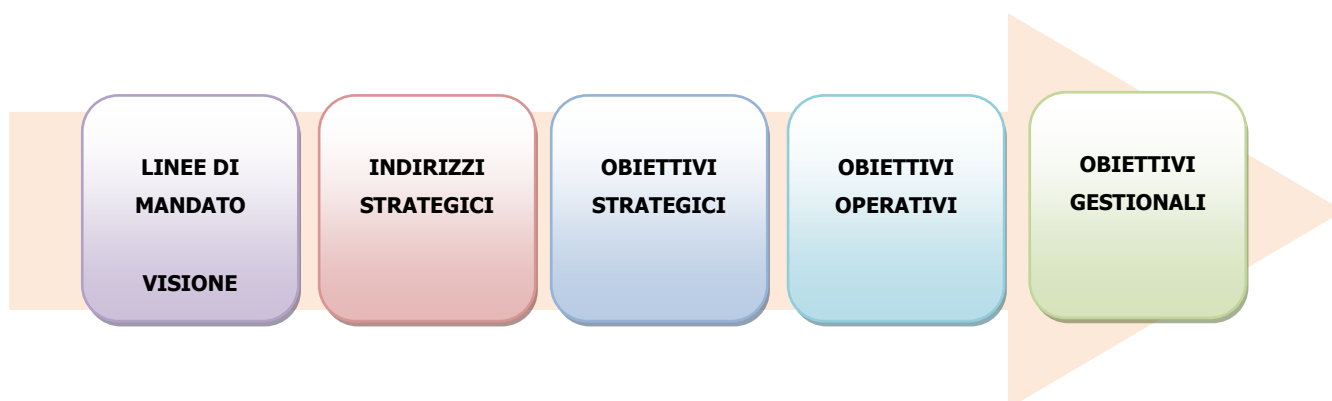 LINEE DI
MANDATO
VISIONE
INDIRIZZI
STRATEGICI
OBIETTIVI
STRATEGICI
OBIETTIVI
OPERATIVI
OBIETTIVI
GESTIONALI